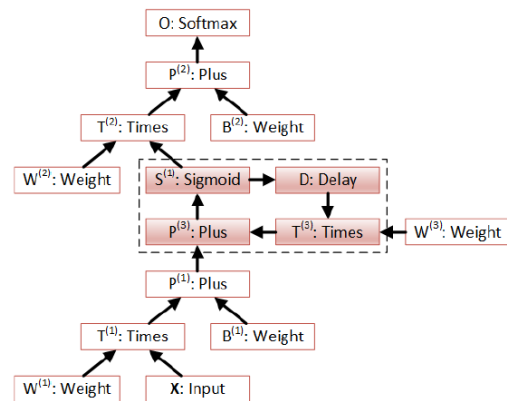 O: Softmax
P(2): Plus
T(2): Times
B(2): Weight
W(2): Weight
S(1): Sigmoid
D: Delay
P(3): Plus
T(3): Times
W(3): Weight
P(1): Plus
T(1): Times
B(1): Weight
W(1): Weight
X: Input